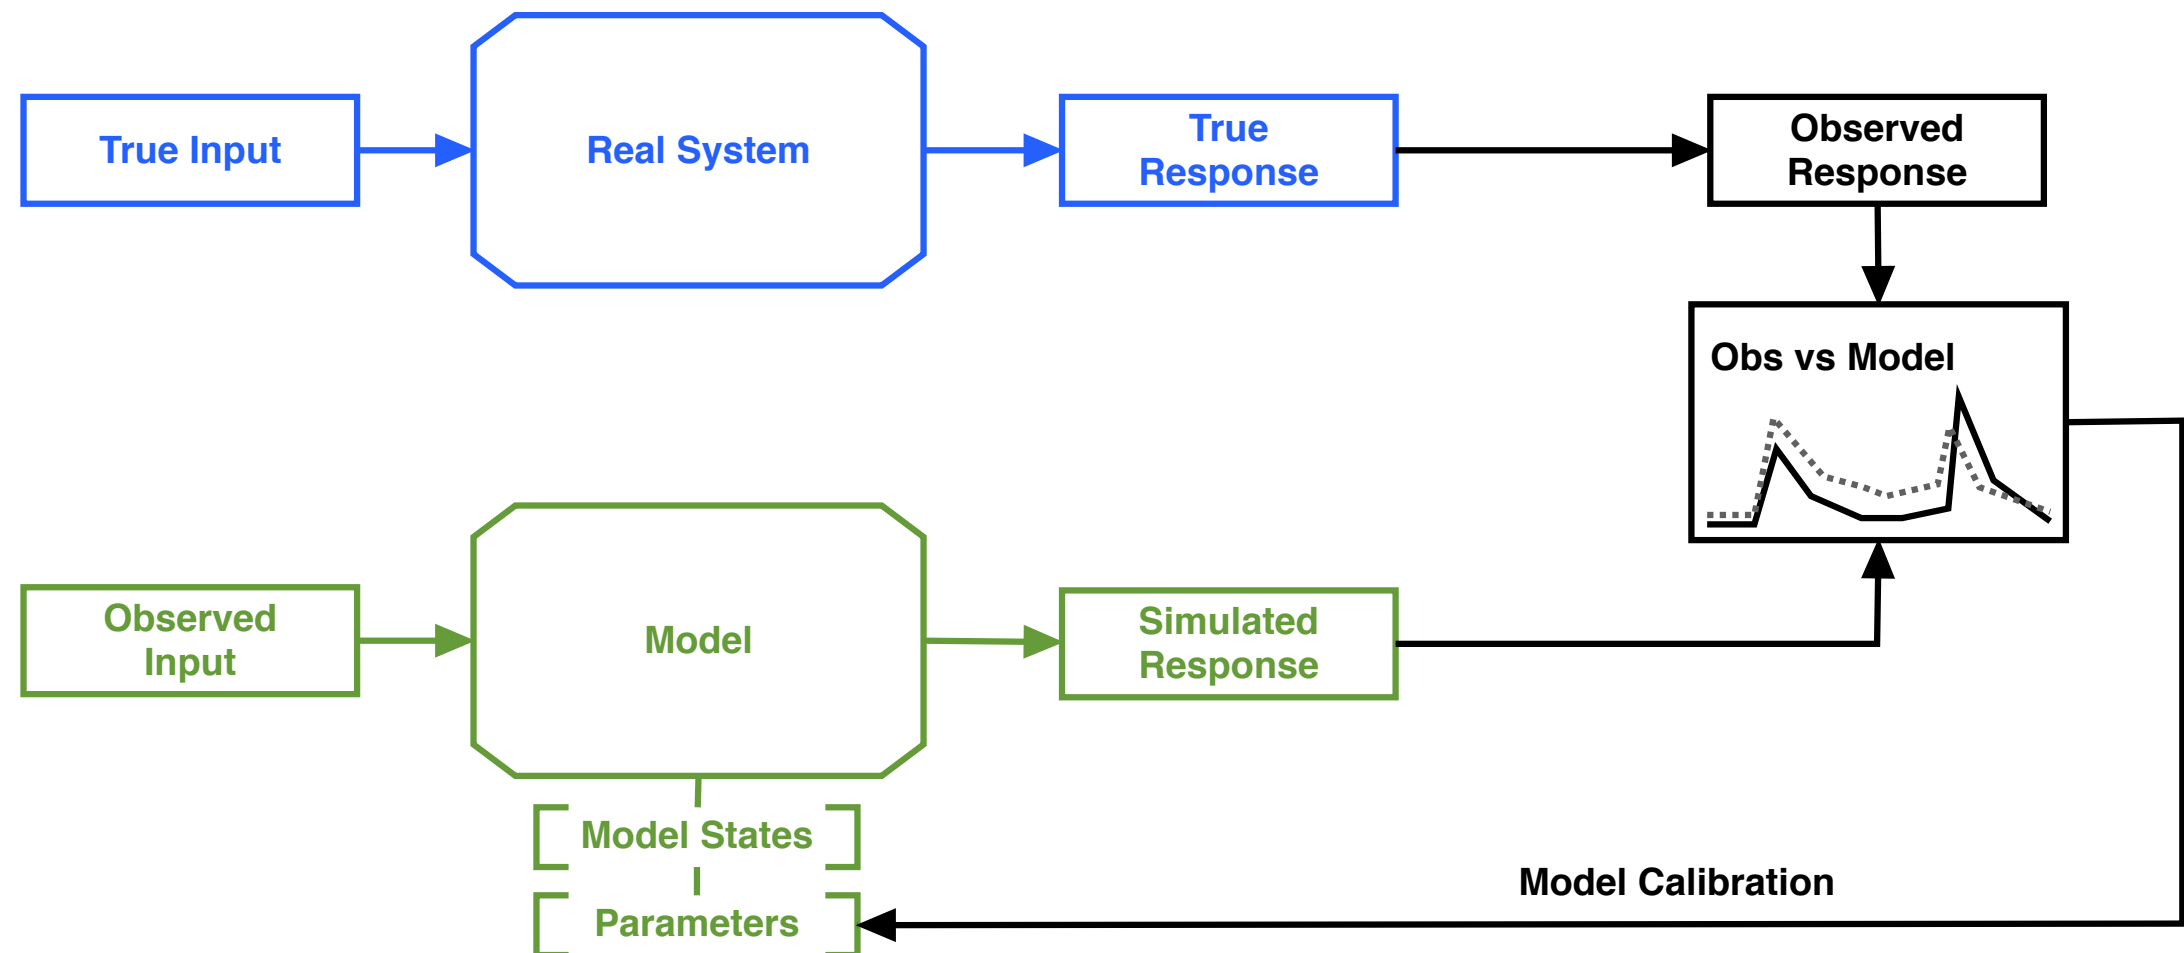 True Input
Real System
True
Response
Observed
Response
Obs vs Model
Observed
Input
Model
Simulated
Response
Model States
Parameters
Model Calibration